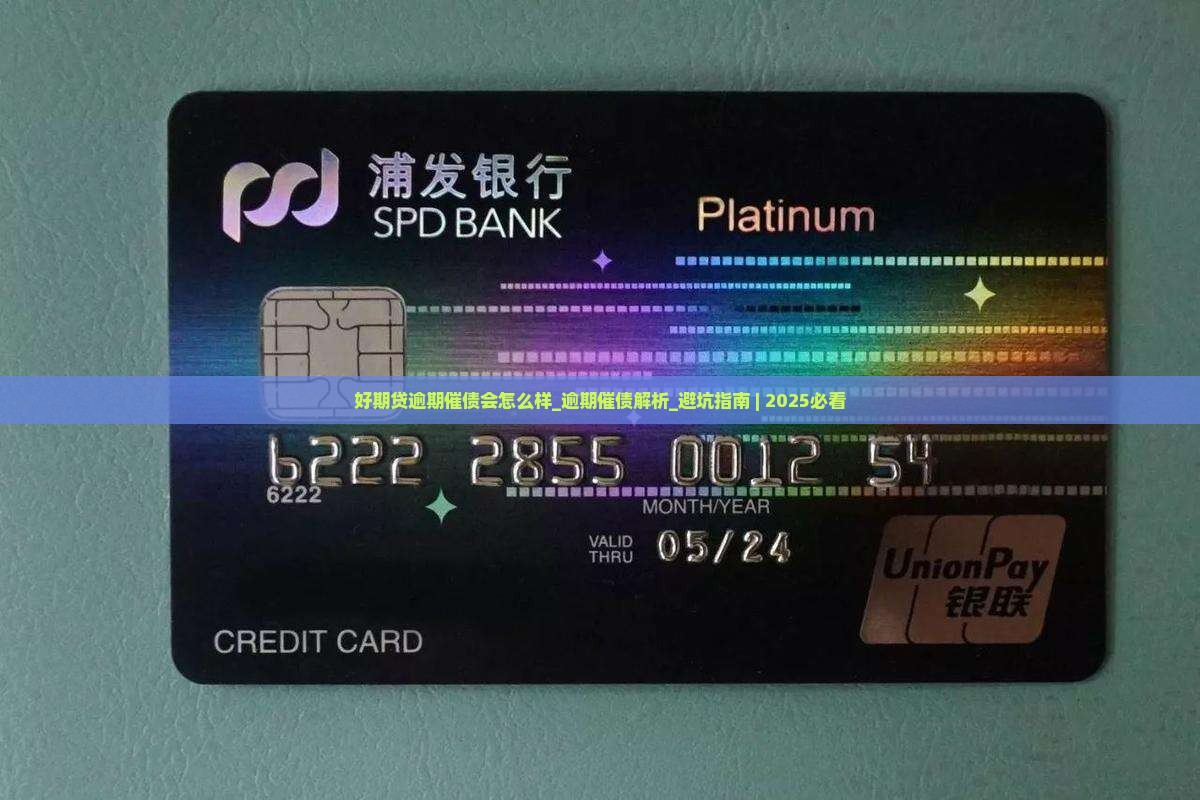 浦发银行
SPD BANK
Platinum
好期贷逾期催债会怎么样_逾期催债解析_避坑指南 | 2025必看
6222 2855 0012 54
6222
MONTH/YEAR
VALID
THRU
05/24
UnionPay
银联
CREDIT CARD